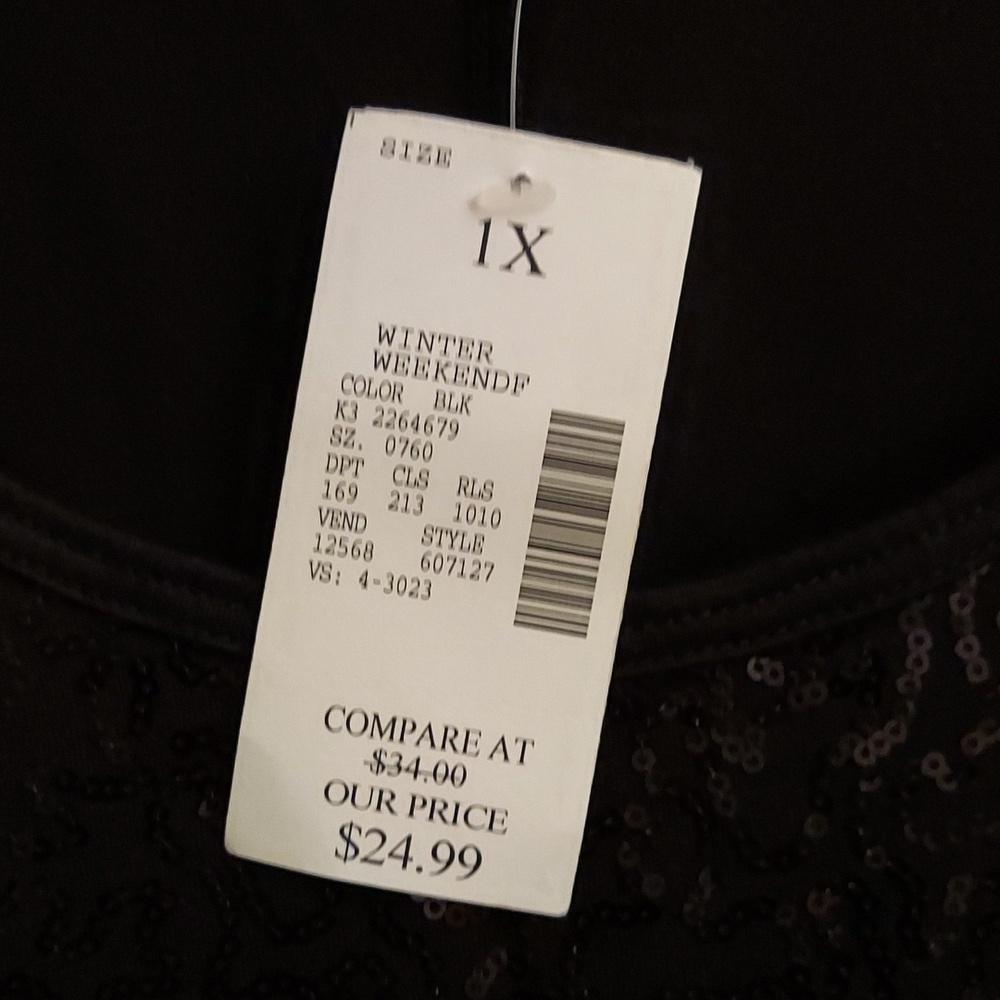 SIZE
1X
WINTER
WEEKENDF
COLOR BLK
K3 2264679
SZ. 0760
DPT CLS RLS
169 213 1010
VEND STYLE
12568 607127
VS: 4-3023
COMPARE AT
$34.00
OUR PRICE
$24.99